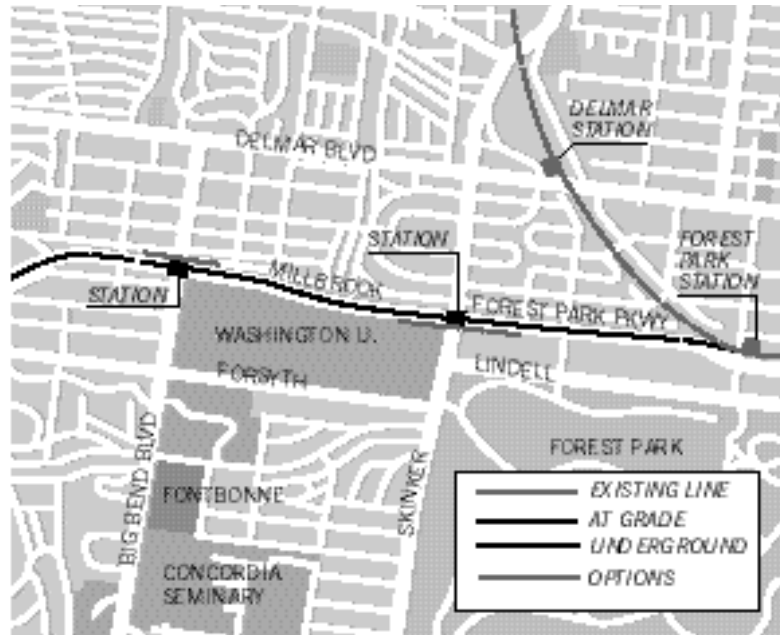 DELMAR
STATION
DELMAR BLVD
STATION
FOREST
PARK
STATION
MILLBROOK
STATION
FOREST PARK PKWY
WASHINGTON U.
LINDELL
FORSYTH
FOREST PARK
BIG BEND BLVD
SKINKER
FONTBONNE
CONCORDIA
SEMINARY
EXISTING LINE
AT GRADE
UNDERGROUND
OPTIONS